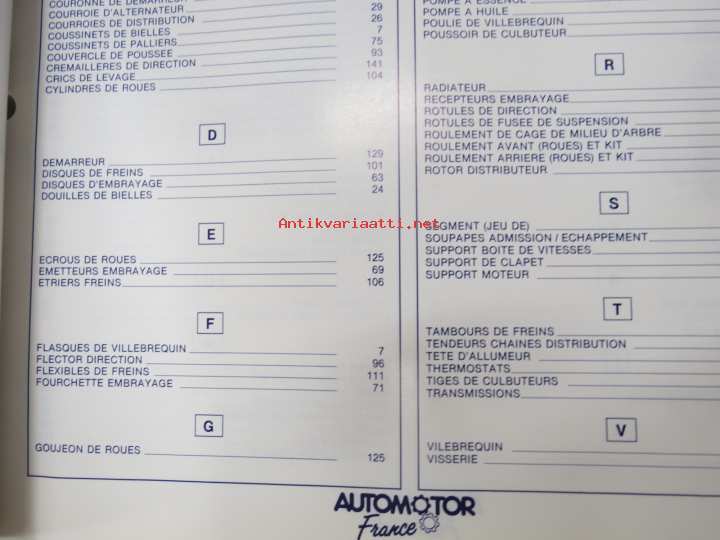 COURONNE DE DEMARREUR
COURROIE D'ALTERNATEUR 29
COURROIES DE DISTRIBUTION 26
COUSSINETS DE BIELLES 7
COUSSINETS DE PALLIERS 75
COUVERCLE DE POUSSEE 93
CREMAILLERES DE DIRECTION 141
CRICS DE LEVAGE 104
CYLINDRES DE ROUES
D
DEMARREUR 129
DISQUES DE FREINS 101
DISQUES D'EMBRAYAGE 63
DOUILLES DE BIELLES 24
E
ECROUS DE ROUES 125
EMETTEURS EMBRAYAGE 69
ETRIERS FREINS 106
F
FLASQUES DE VILLEBREQUIN 7
FLECTOR DIRECTION 96
FLEXIBLES DE FREINS 111
FOURCHETTE EMBRAYAGE 71
G
GOUJEON DE ROUES 125
POMPE A ESSENCE
POMPE A HUILE
POULIE DE VILLEBREQUIN
POUSSOIR DE CULBUTEUR
R
RADIATEUR
RECEPTEURS EMBRAYAGE
ROTULES DE DIRECTION
ROTULES DE FUSEE DE SUSPENSION
ROULEMENT DE CAGE DE MILIEU D'ARBRE
ROULEMENT AVANT (ROUES) ET KIT
ROULEMENT ARRIERE (ROUES) ET KIT
ROTOR DISTRIBUTEUR
S
SEGMENT (JEU DE)
SOUPAPES ADMISSION / ECHAPPEMENT
SUPPORT BOITE DE VITESSES
SUPPORT DE CLAPET
SUPPORT MOTEUR
T
TAMBOURS DE FREINS
TENDEURS CHAINES DISTRIBUTION
TETE D'ALLUMEUR
THERMOSTATS
TIGES DE CULBUTEURS
TRANSMISSIONS
V
VILEBREQUIN
VISSERIE
AUTOMOTOR
France
Antikvariaatti.net